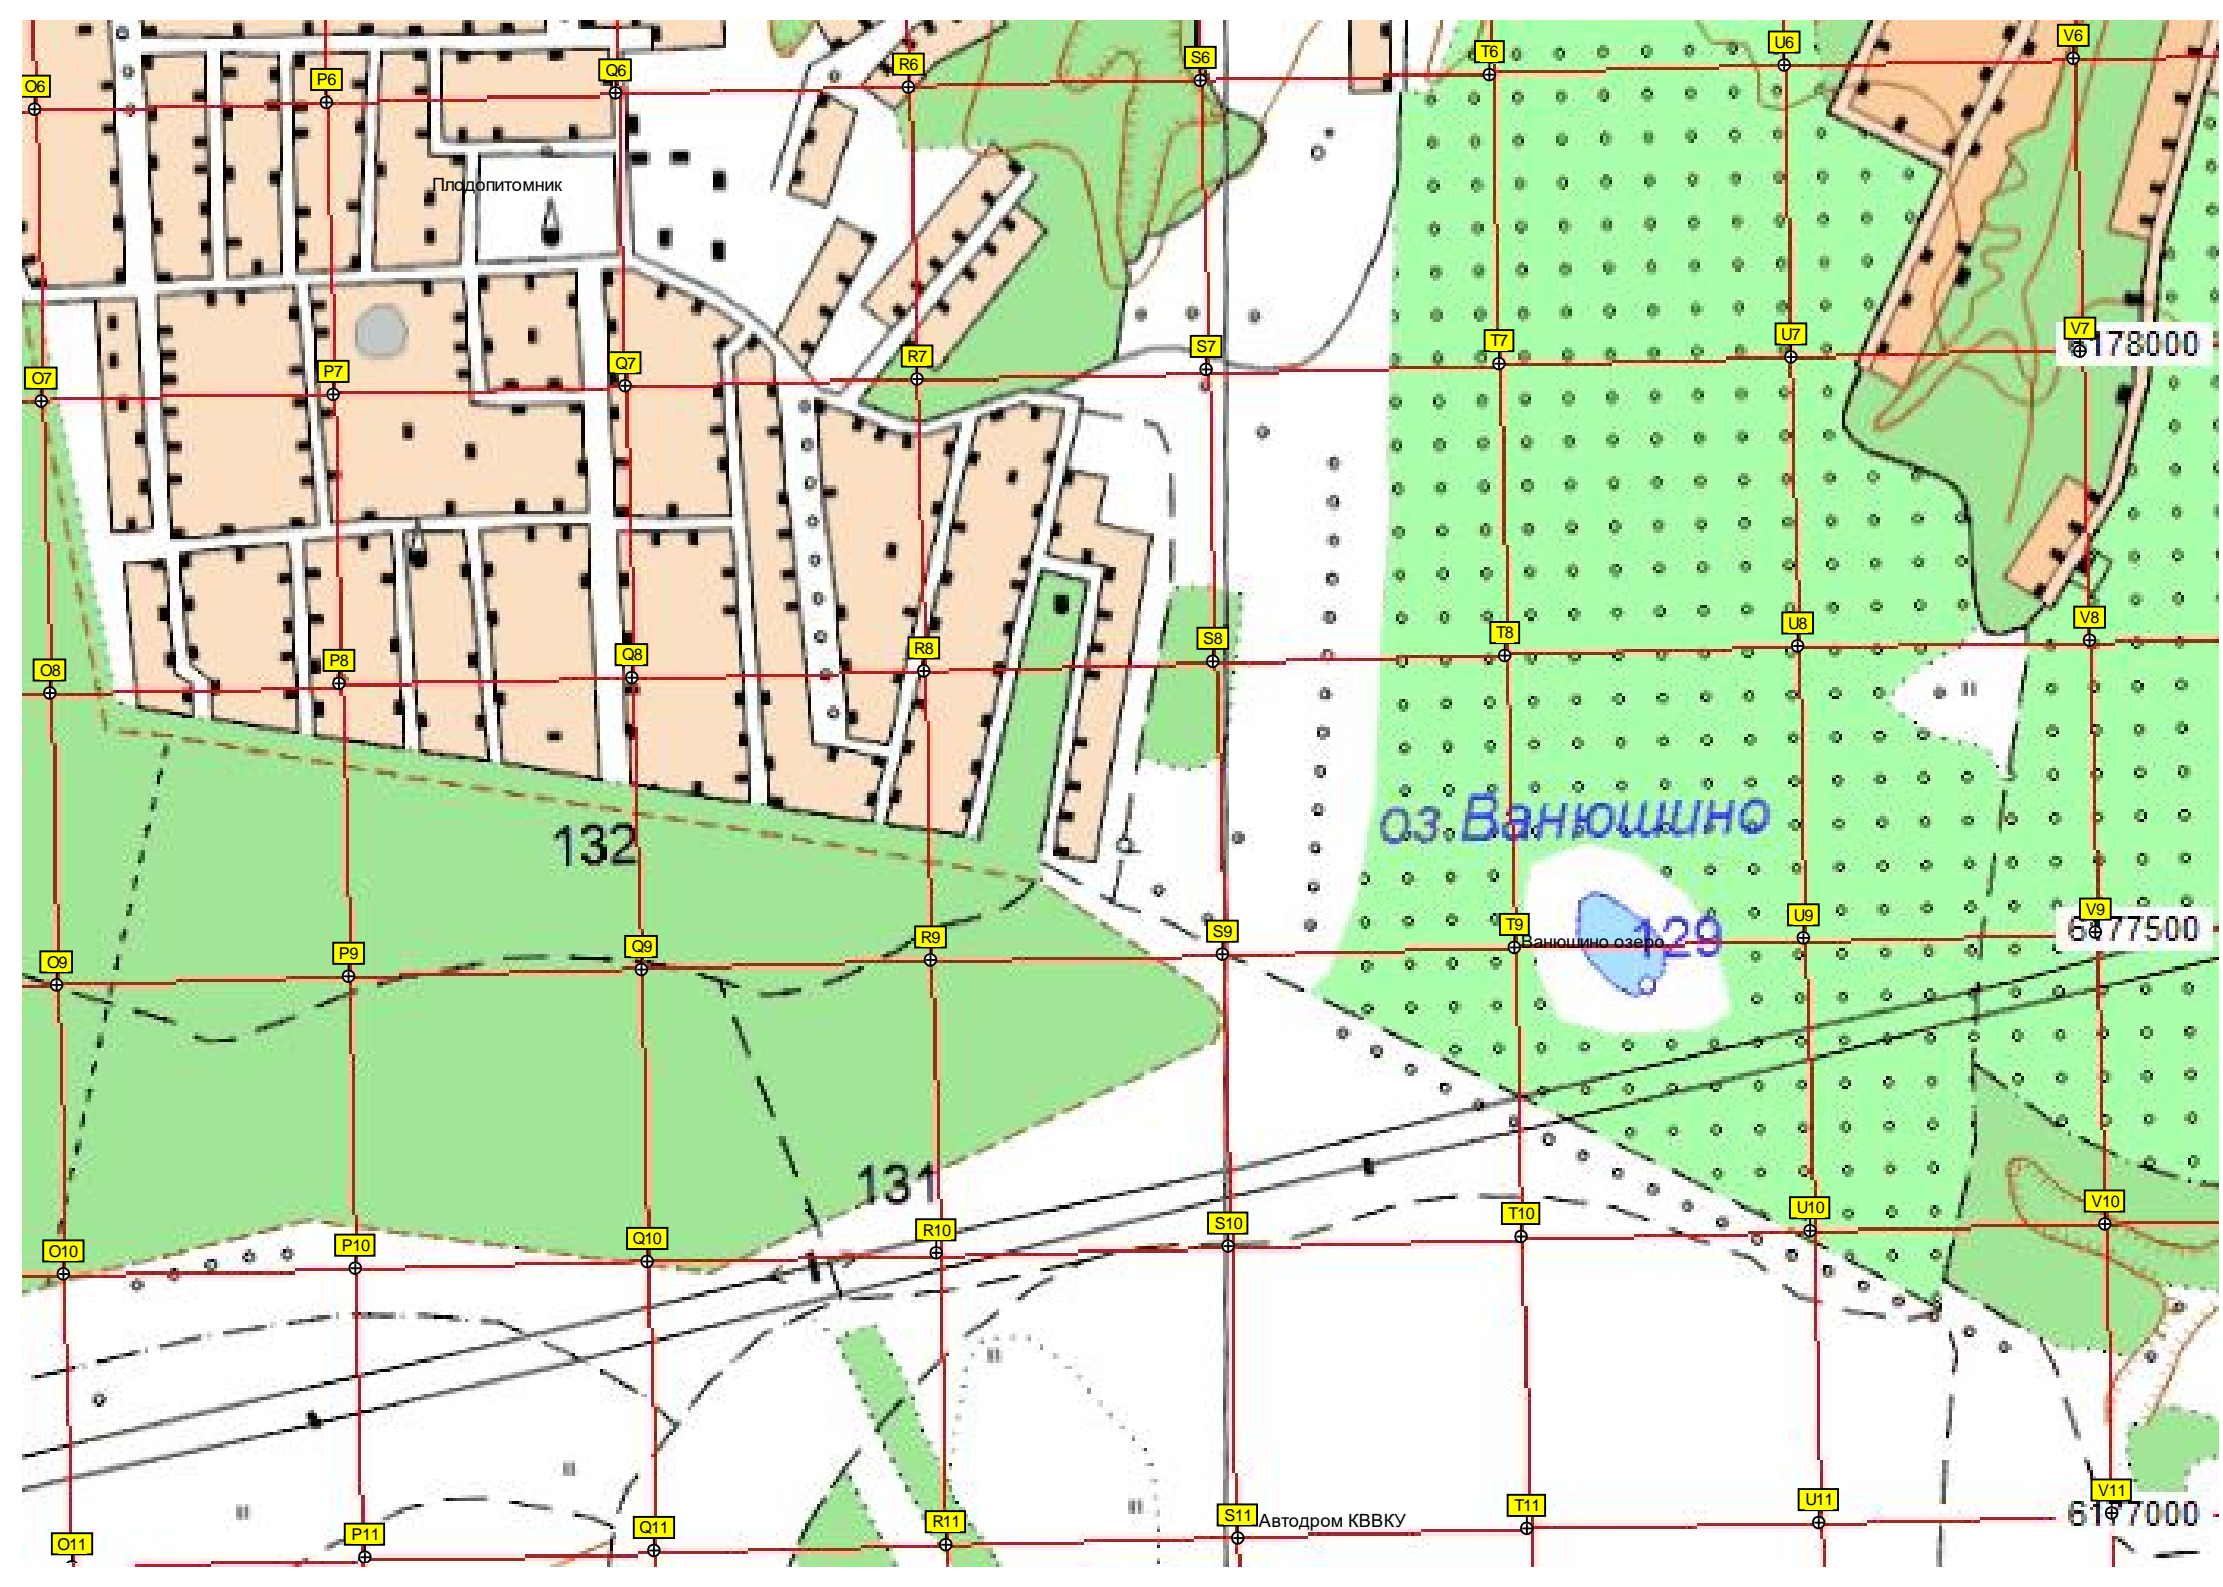 O6 P6 Q6 R6 S6 T6 U6 V6
Плодопитомник
O7 P7 Q7 R7 S7 T7 U7 V7
6178000
O8 P8 Q8 R8 S8 T8 U8 V8
132
оз. Ванюшино
O9 P9 Q9 R9 S9 T9 U9 V9
6177500
Ванюшино озеро
129
131
O10 P10 Q10 R10 S10 T10 U10 V10
O11 P11 Q11 R11 S11 T11 U11 V11
Автодром КВВКУ
6177000